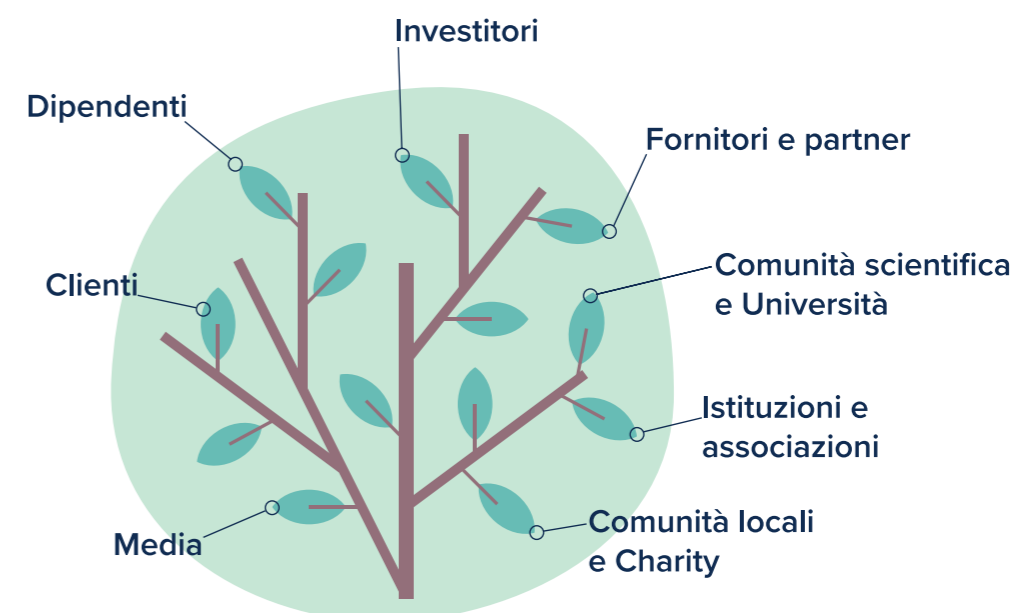 Investitori
Dipendenti
Fornitori e partner
Comunità scientifica
e Università
Clienti
Istituzioni e
associazioni
Comunità locali
e Charity
Media